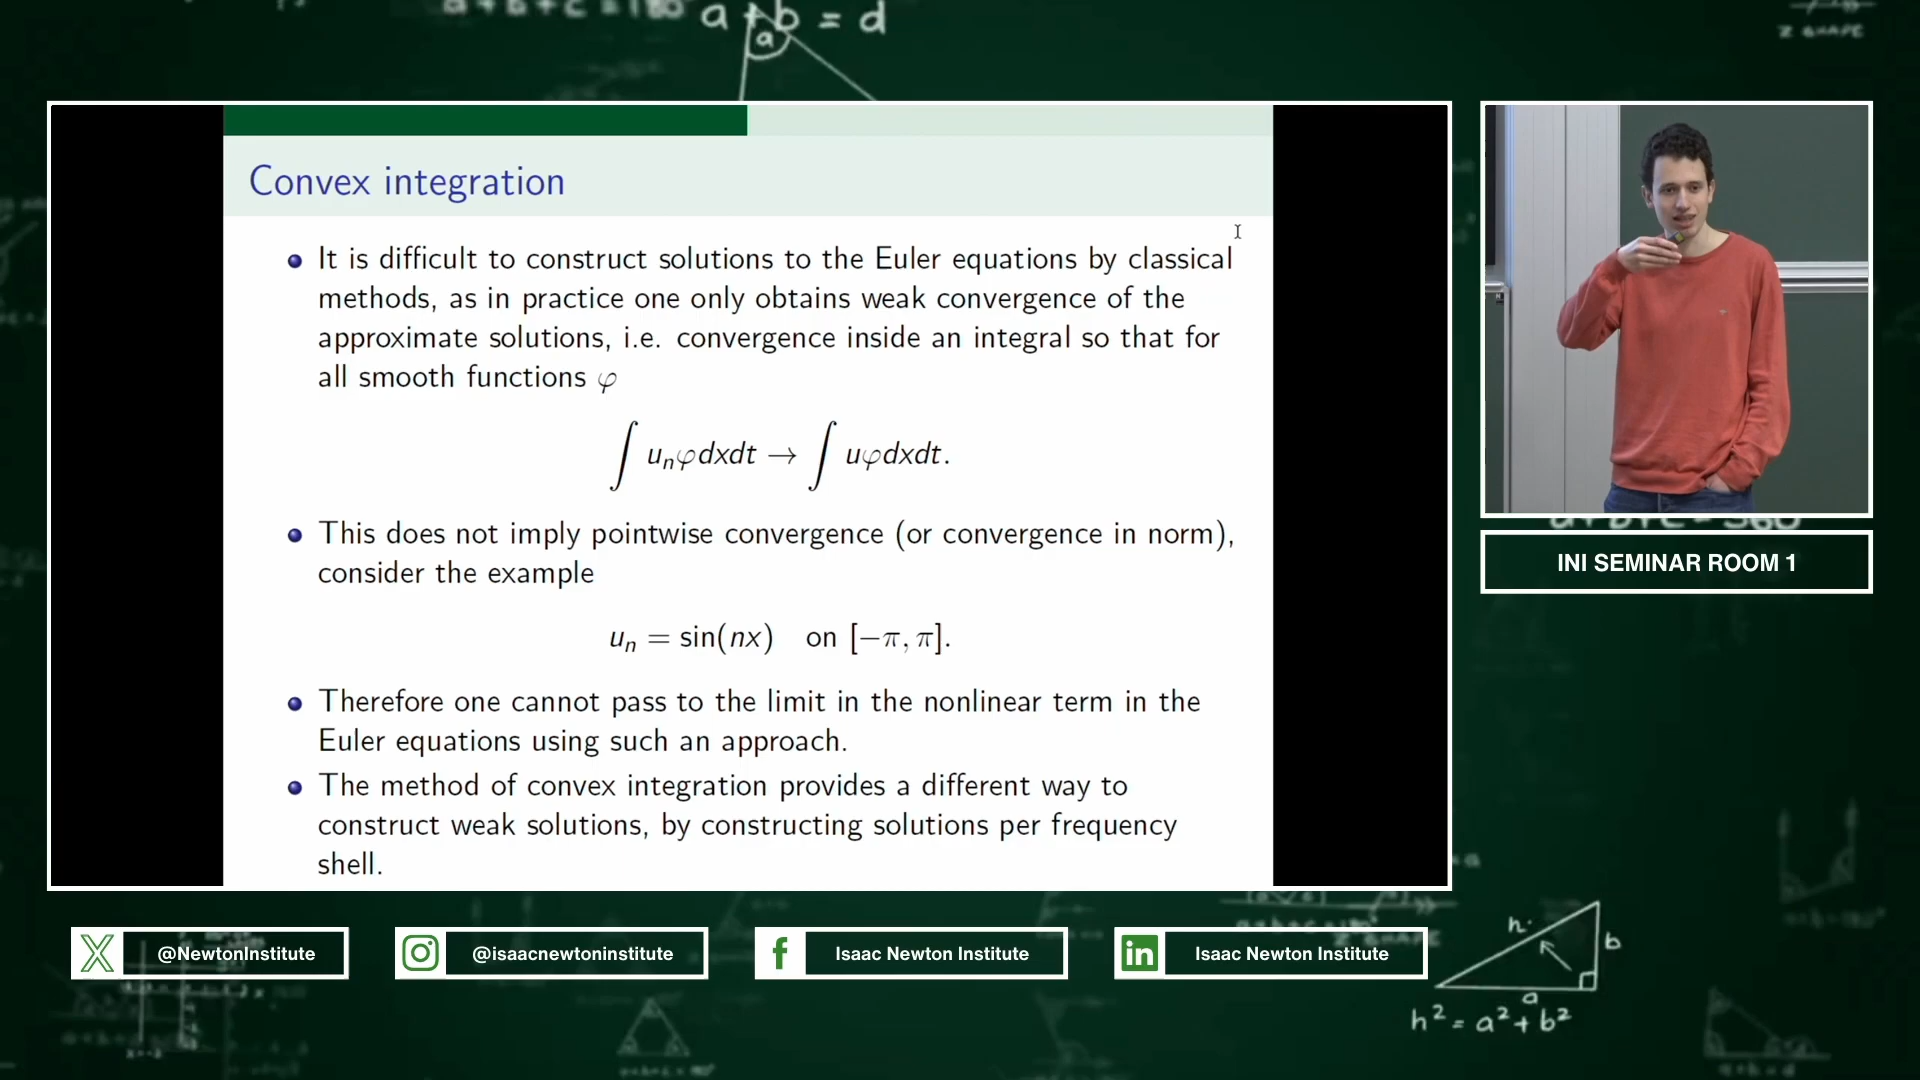 a + b = d
a
Z SHAPE
Convex integration
It is difficult to construct solutions to the Euler equations by classical
methods, as in practice one only obtains weak convergence of the
approximate solutions, i.e. convergence inside an integral so that for
all smooth functions φ
∫ uₙφdxdt → ∫ uφdxdt.
This does not imply pointwise convergence (or convergence in norm),
consider the example
uₙ = sin(nx) on [−π, π].
Therefore one cannot pass to the limit in the nonlinear term in the
Euler equations using such an approach.
The method of convex integration provides a different way to
construct weak solutions, by constructing solutions per frequency
shell.
INI SEMINAR ROOM 1
@NewtonInstitute
@isaacnewtoninstitute
f
Isaac Newton Institute
in
Isaac Newton Institute
h
b
a
h² = a² + b²